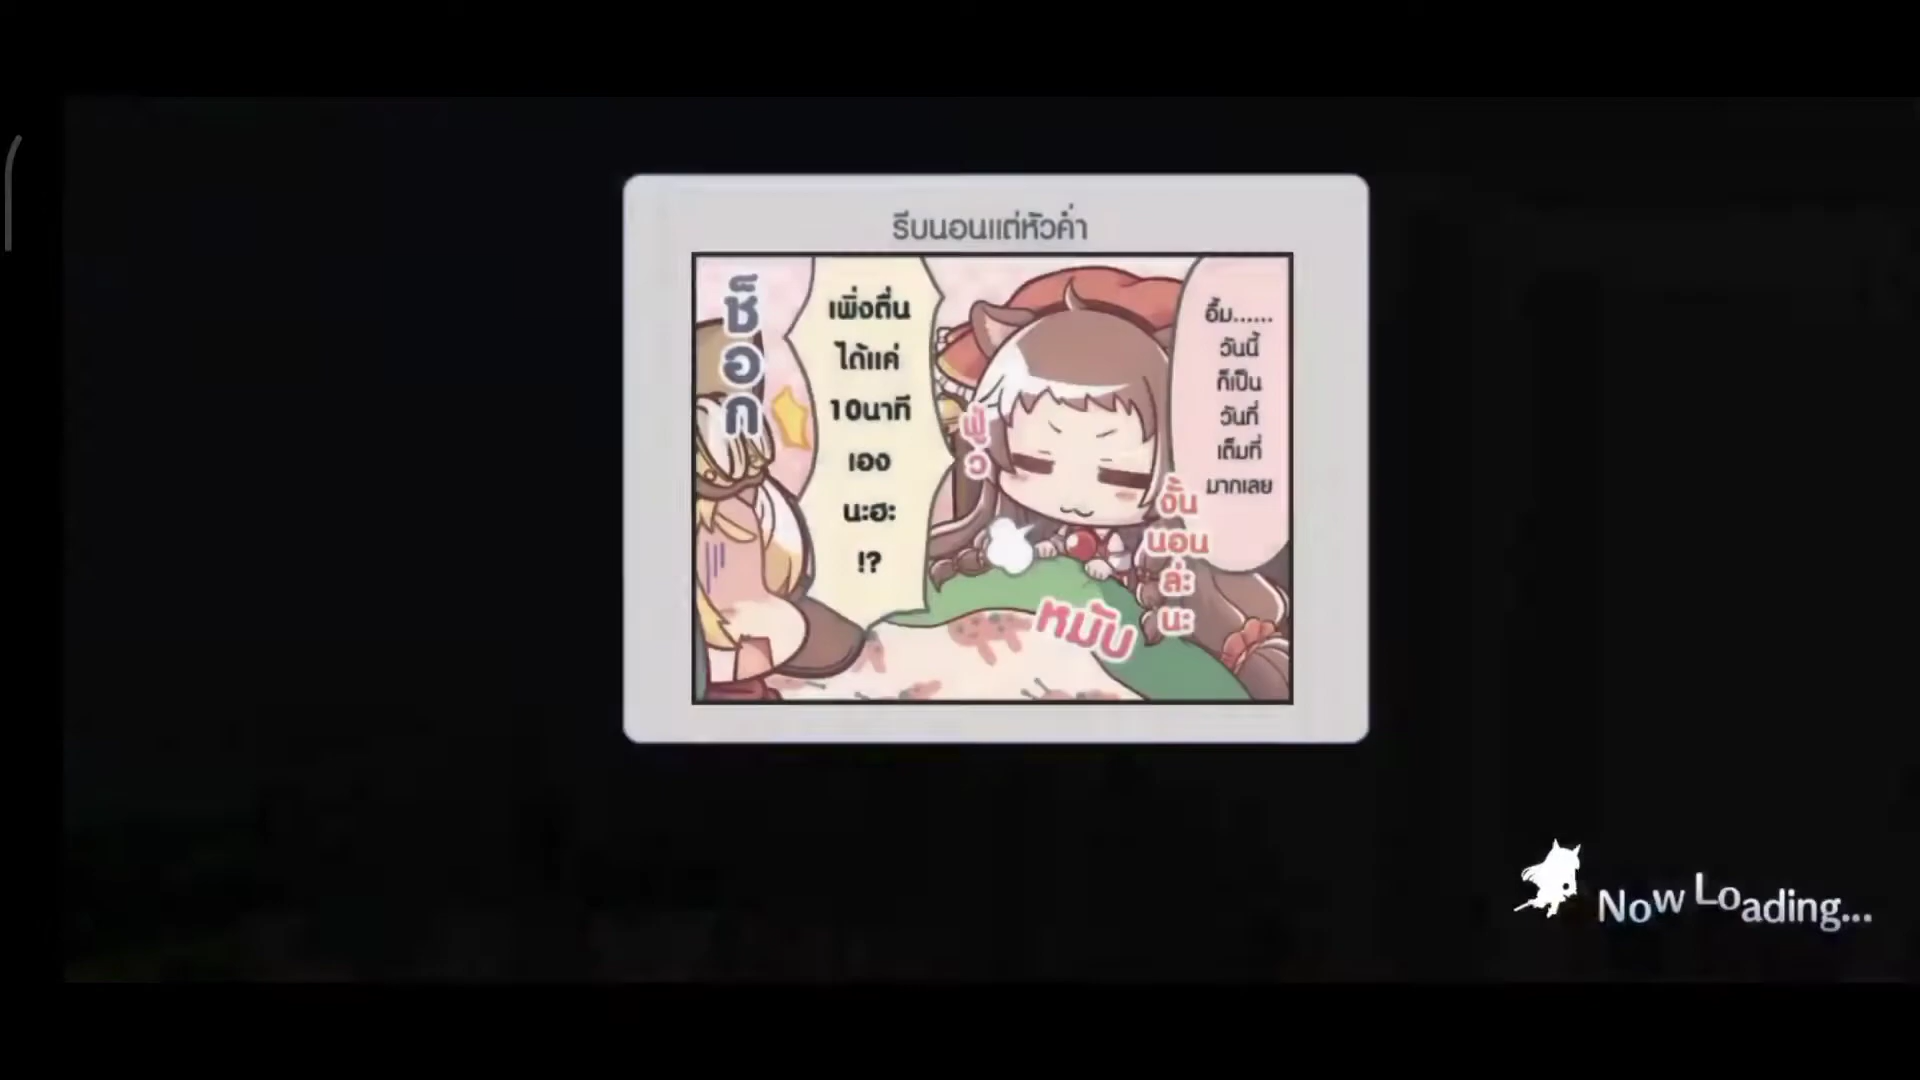 รีบนอนแต่หัวค่ำ
อื้ม......
วันนี้
ก็เป็น
วันที่
เต็มที่
มากเลย
งั้น
นอน
ล่ะ
นะ
ฟู่
ว
หมับ
เพิ่งตื่น
ได้แค่
10นาที
เอง
นะฮะ
!?
ช็
อ
ก
Now Loading...